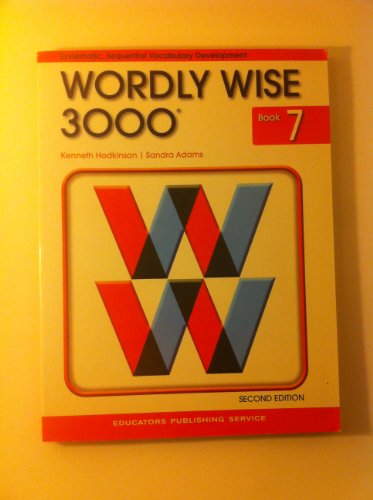 Systematic, Sequential Vocabulary Development
WORDLY WISE
3000®
Book 7
Kenneth Hodkinson | Sandra Adams
W
W
SECOND EDITION
EDUCATORS PUBLISHING SERVICE